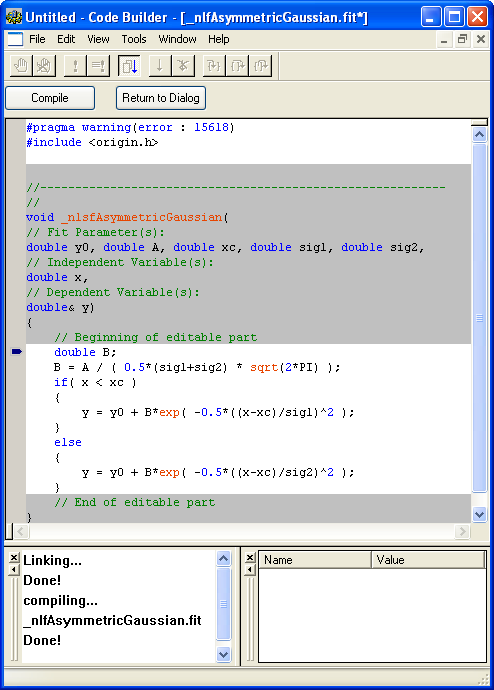 Untitled - Code Builder - [_nlfAsymmetricGaussian.fit*]
File Edit View Tools Window Help
Compile Return to Dialog
#pragma warning(error : 15618)
#include <origin.h>
//----------------------------------------------------------
//
void _nlsfAsymmetricGaussian(
// Fit Parameter(s):
double y0, double A, double xc, double sig1, double sig2,
// Independent Variable(s):
double x,
// Dependent Variable(s):
double& y)
{
// Beginning of editable part
double B;
B = A / ( 0.5*(sig1+sig2) * sqrt(2*PI) );
if( x < xc )
{
y = y0 + B*exp( -0.5*((x-xc)/sig1)^2 );
}
else
{
y = y0 + B*exp( -0.5*((x-xc)/sig2)^2 );
}
// End of editable part
}
Linking...
Done!
compiling...
_nlfAsymmetricGaussian.fit
Done!
Name Value